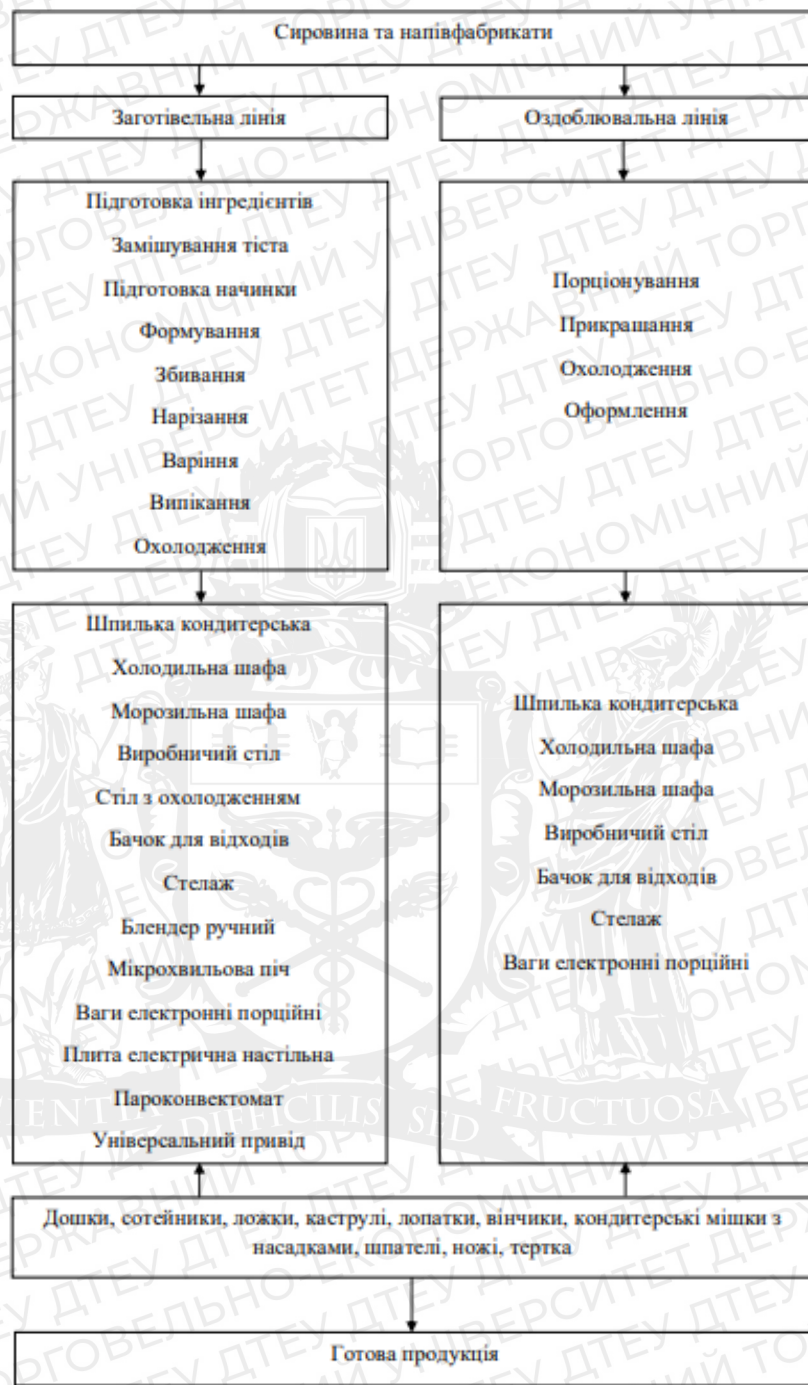 Сировина та напівфабрикати
Заготівельна лінія
Оздоблювальна лінія
Підготовка інгредієнтів
Замішування тіста
Підготовка начинки
Формування
Збивання
Нарізання
Варіння
Випікання
Охолодження
Порціонування
Прикрашання
Охолодження
Оформлення
Шпилька кондитерська
Холодильна шафа
Морозильна шафа
Виробничий стіл
Стіл з охолодженням
Бачок для відходів
Стелаж
Блендер ручний
Мікрохвильова піч
Ваги електронні порційні
Плита електрична настільна
Пароконвектомат
Універсальний привід
Шпилька кондитерська
Холодильна шафа
Морозильна шафа
Виробничий стіл
Бачок для відходів
Стелаж
Ваги електронні порційні
Дошки, сотейники, ложки, каструлі, лопатки, вінчики, кондитерські мішки з
насадками, шпателі, ножі, тертка
Готова продукція
DIFFICILIS SED FRUCTUOSA